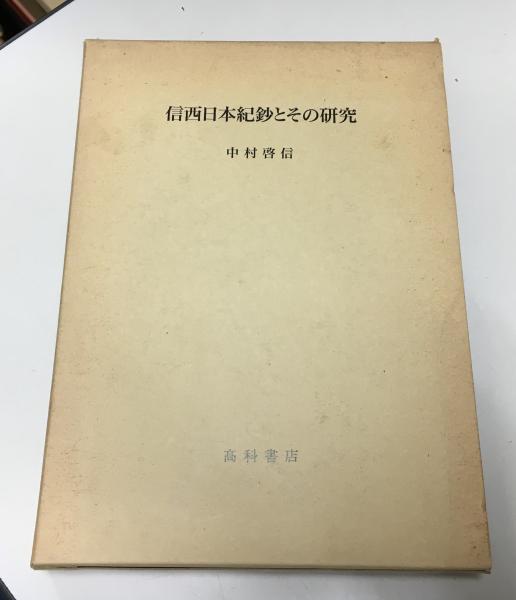 信西日本紀鈔とその研究
中村啓信
高科書店